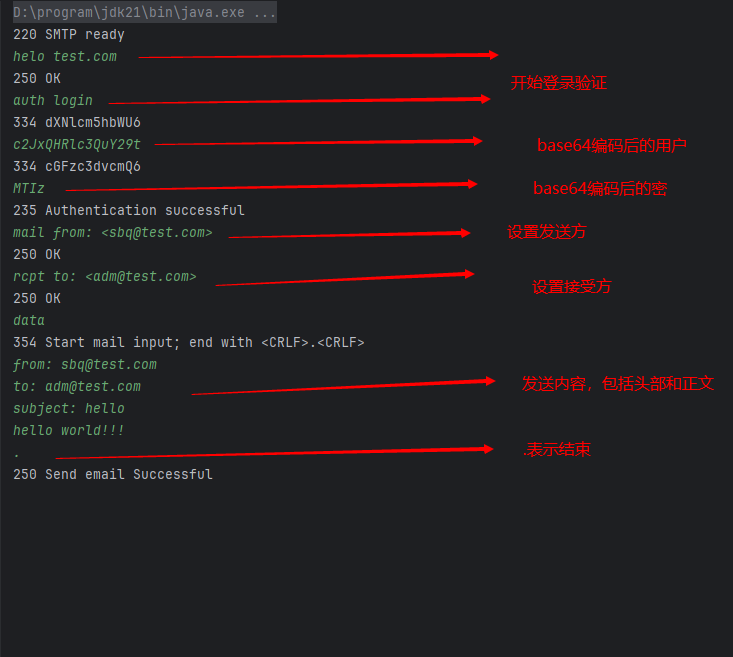 D:\program\jdk21\bin\java.exe ...
220 SMTP ready
helo test.com
250 OK
开始登录验证
auth login
334 dXNlcm5hbWU6
c2JxQHRlc3QuY29t
base64编码后的用户
334 cGFzc3dvcmQ6
MTIz
base64编码后的密
235 Authentication successful
mail from: <sbq@test.com>
设置发送方
250 OK
rcpt to: <adm@test.com>
设置接受方
250 OK
data
354 Start mail input; end with <CRLF>.<CRLF>
from: sbq@test.com
to: adm@test.com
发送内容，包括头部和正文
subject: hello
hello world!!!
.
.表示结束
250 Send email Successful